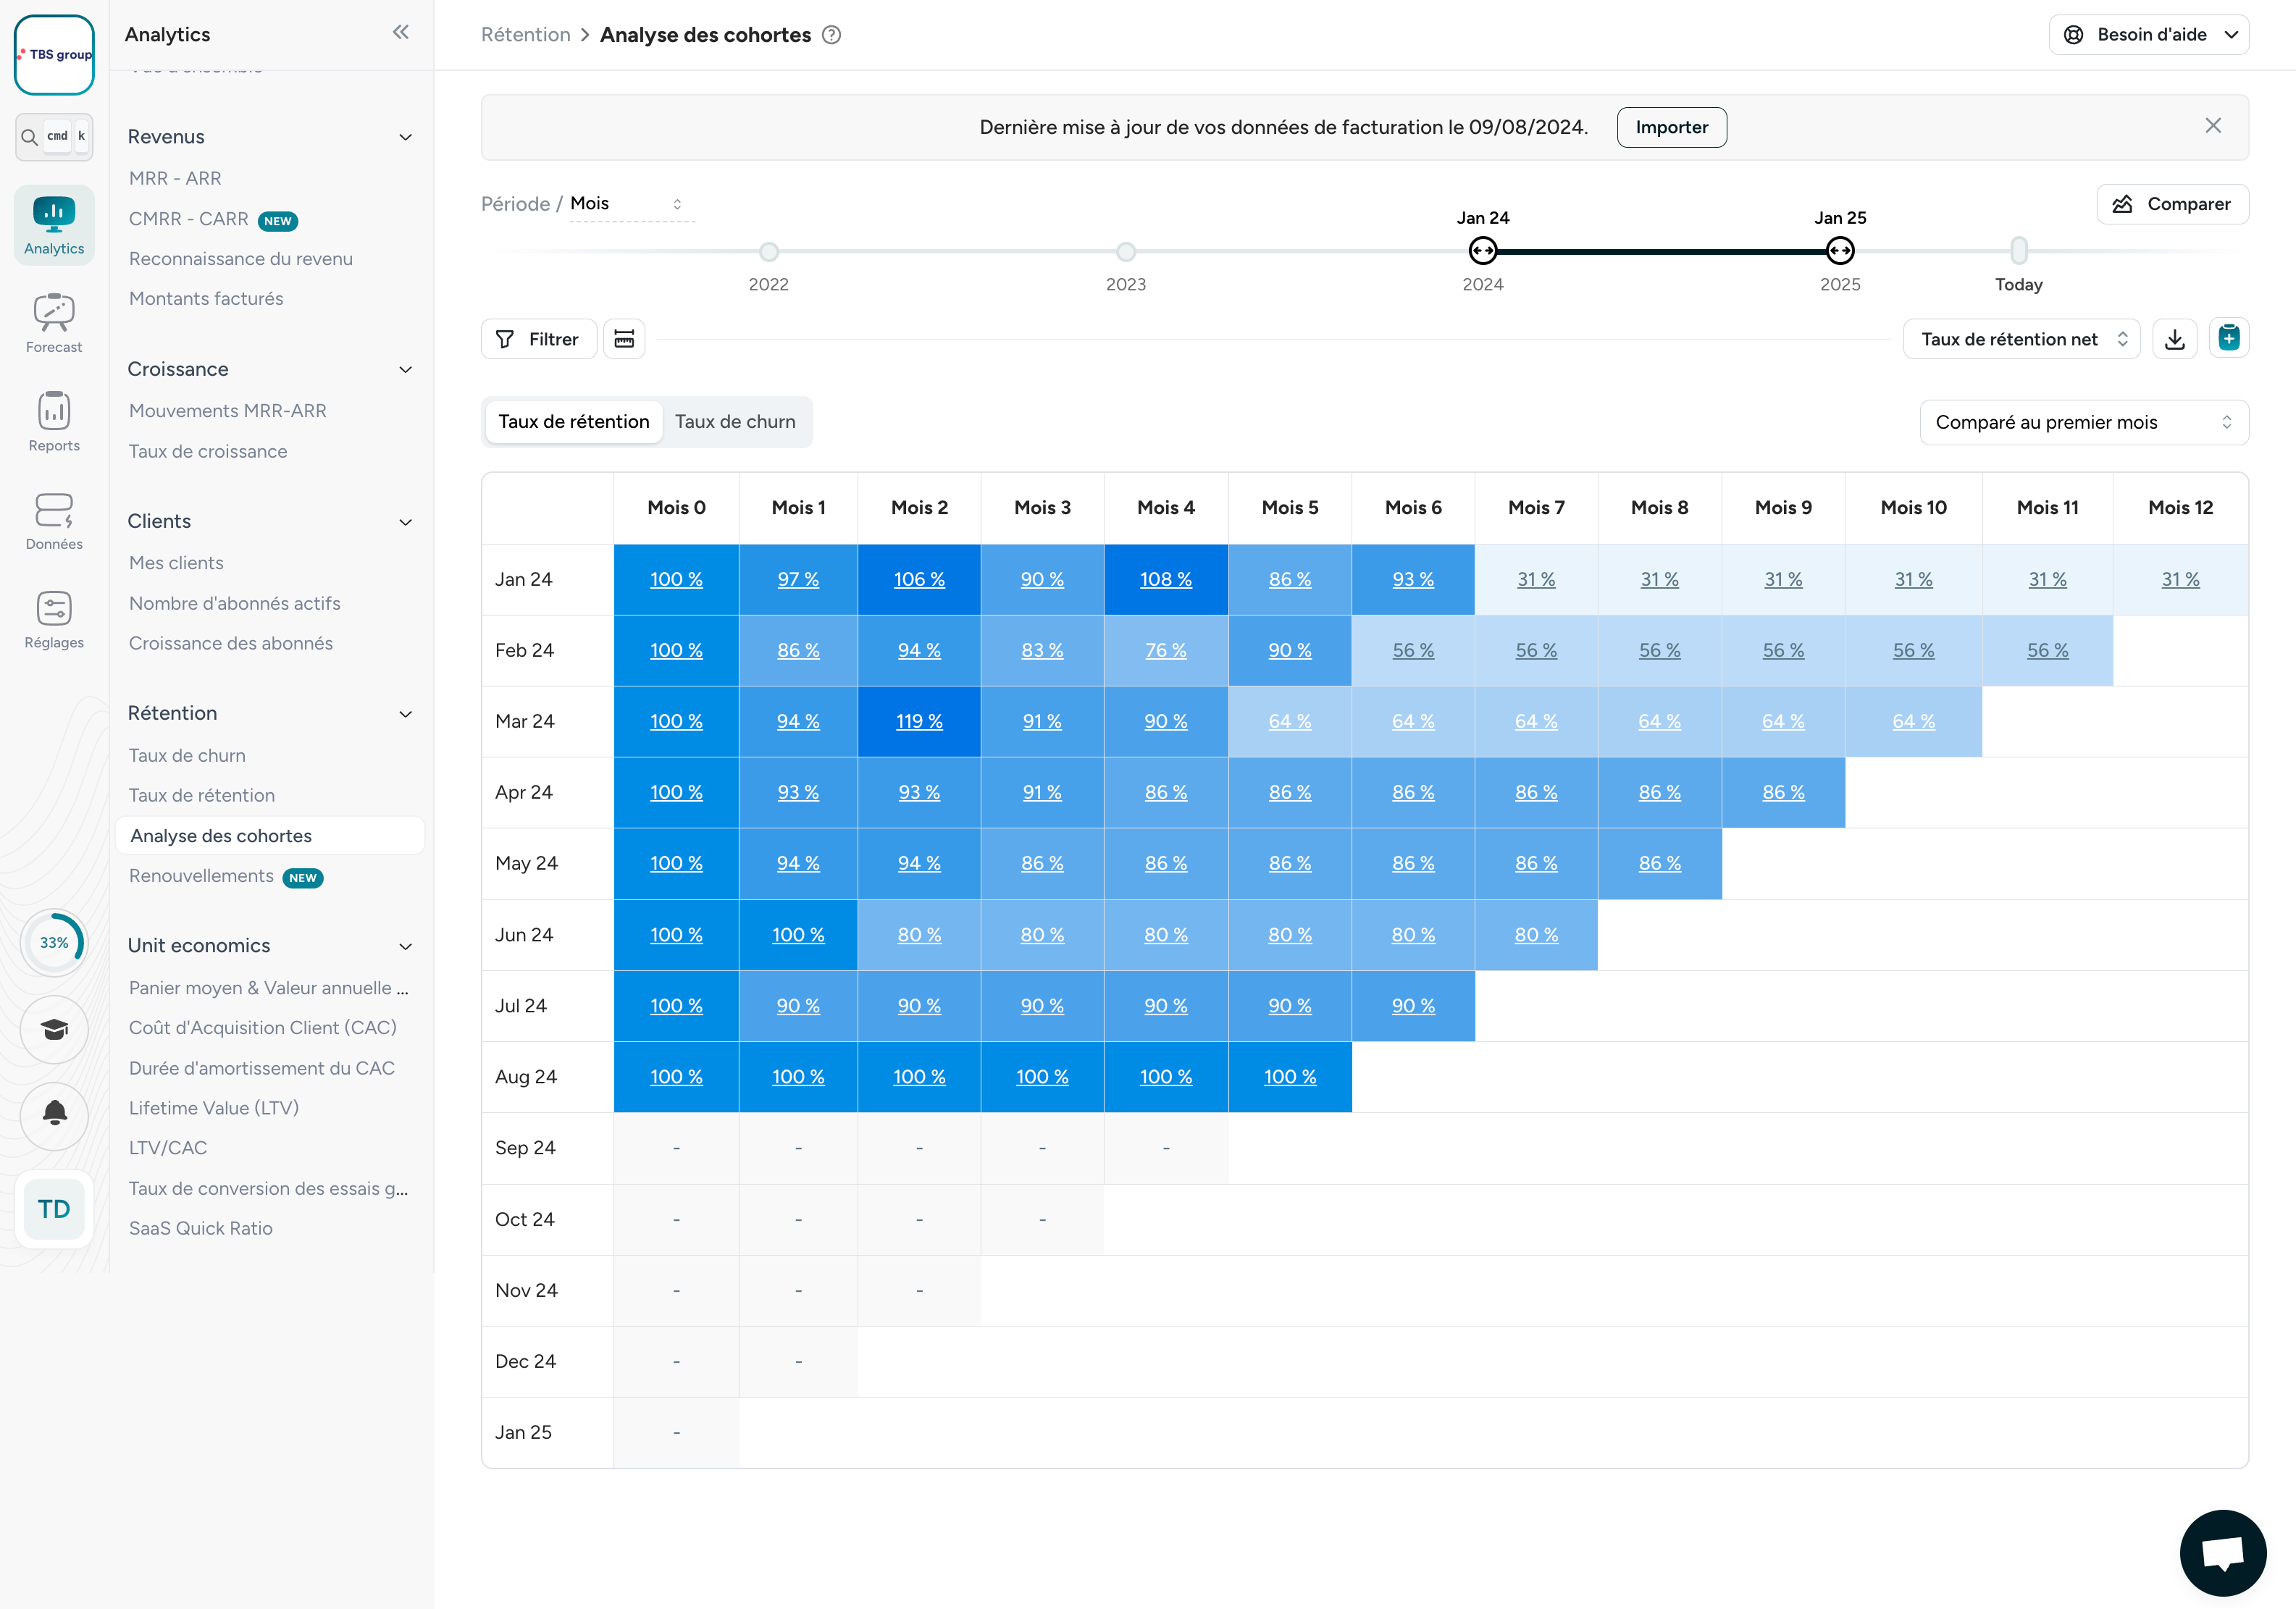 TBS group
cmd k
Analytics
Forecast
Reports
Données
Réglages
33%
TD
Analytics
Revenus
MRR - ARR
CMRR - CARR NEW
Reconnaissance du revenu
Montants facturés
Croissance
Mouvements MRR-ARR
Taux de croissance
Clients
Mes clients
Nombre d'abonnés actifs
Croissance des abonnés
Rétention
Taux de churn
Taux de rétention
Analyse des cohortes
Renouvellements NEW
Unit economics
Panier moyen & Valeur annuelle ...
Coût d'Acquisition Client (CAC)
Durée d'amortissement du CAC
Lifetime Value (LTV)
LTV/CAC
Taux de conversion des essais g...
SaaS Quick Ratio
Rétention > Analyse des cohortes ?
Besoin d'aide
Dernière mise à jour de vos données de facturation le 09/08/2024. Importer
Période / Mois
Comparer
Jan 24 Jan 25
2022 2023 2024 2025 Today
Filtrer
Taux de rétention net
Taux de rétention Taux de churn
Comparé au premier mois
Mois 0 Mois 1 Mois 2 Mois 3 Mois 4 Mois 5 Mois 6 Mois 7 Mois 8 Mois 9 Mois 10 Mois 11 Mois 12
Jan 24 100 % 97 % 106 % 90 % 108 % 86 % 93 % 31 % 31 % 31 % 31 % 31 % 31 %
Feb 24 100 % 86 % 94 % 83 % 76 % 90 % 56 % 56 % 56 % 56 % 56 % 56 %
Mar 24 100 % 94 % 119 % 91 % 90 % 64 % 64 % 64 % 64 % 64 % 64 %
Apr 24 100 % 93 % 93 % 91 % 86 % 86 % 86 % 86 % 86 % 86 %
May 24 100 % 94 % 94 % 86 % 86 % 86 % 86 % 86 % 86 %
Jun 24 100 % 100 % 80 % 80 % 80 % 80 % 80 % 80 %
Jul 24 100 % 90 % 90 % 90 % 90 % 90 % 90 %
Aug 24 100 % 100 % 100 % 100 % 100 % 100 %
Sep 24 - - - - -
Oct 24 - - - -
Nov 24 - - -
Dec 24 - -
Jan 25 -